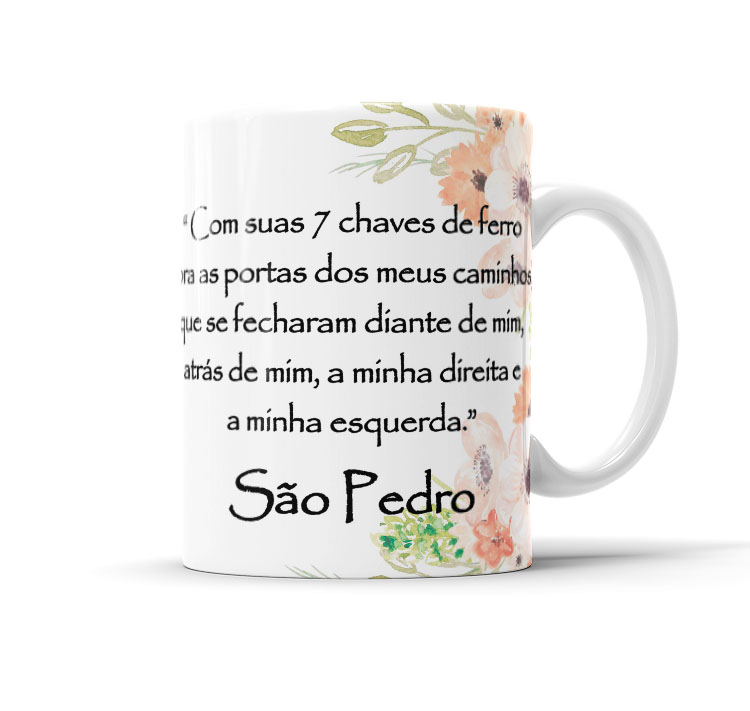 “ Com suas 7 chaves de ferro
as portas dos meus caminhos
que se fecharam diante de mim,
atrás de mim, a minha direita e
a minha esquerda.”
São Pedro